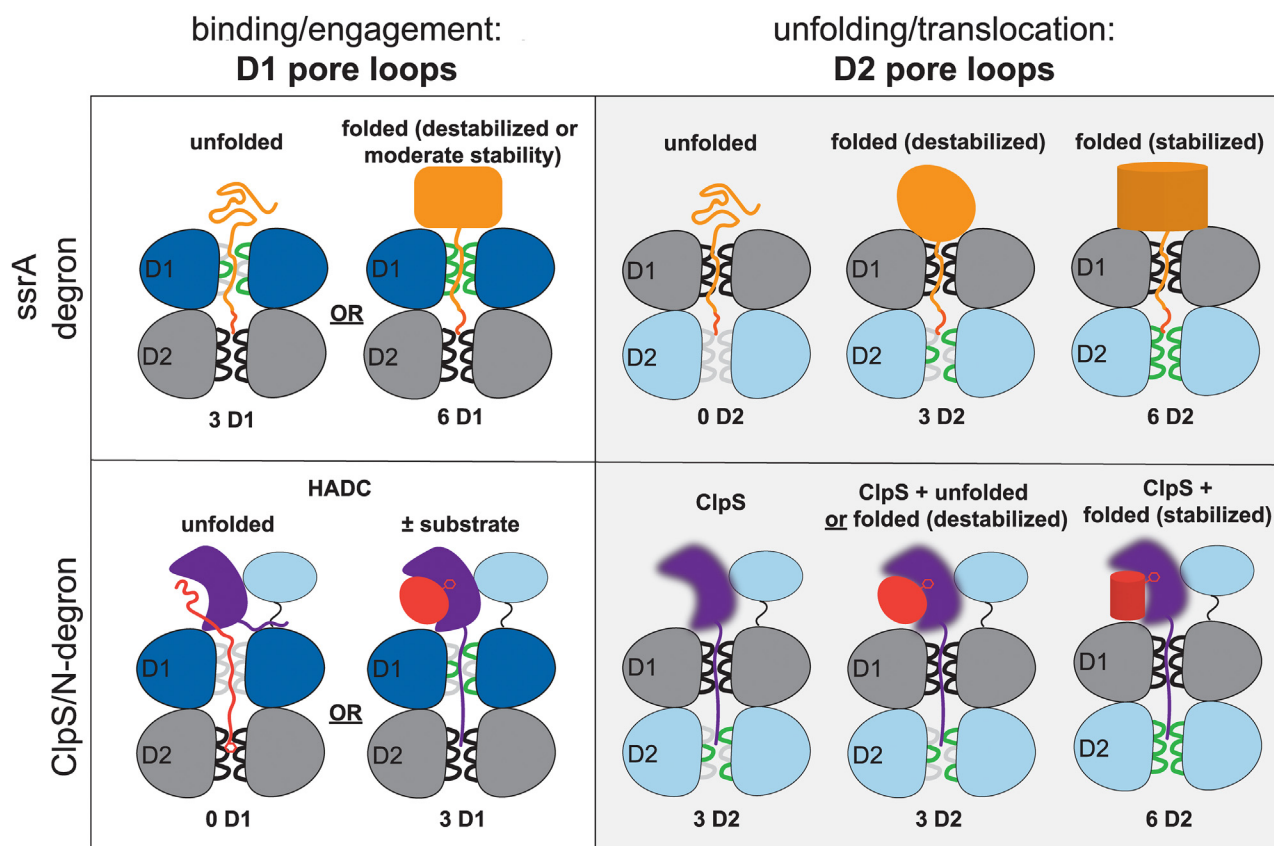 binding/engagement:
D1 pore loops
unfolding/translocation:
D2 pore loops
ssrA
degron
unfolded
folded (destabilized or
moderate stability)
D1
D2
3 D1
OR
D1
D2
6 D1
unfolded
D1
D2
0 D2
folded (destabilized)
D1
D2
3 D2
folded (stabilized)
D1
D2
6 D2
ClpS/N-degron
HADC
unfolded
D1
D2
0 D1
OR
± substrate
D1
D2
3 D1
ClpS
D1
D2
3 D2
ClpS + unfolded
or folded (destabilized)
D1
D2
3 D2
ClpS +
folded (stabilized)
D1
D2
6 D2